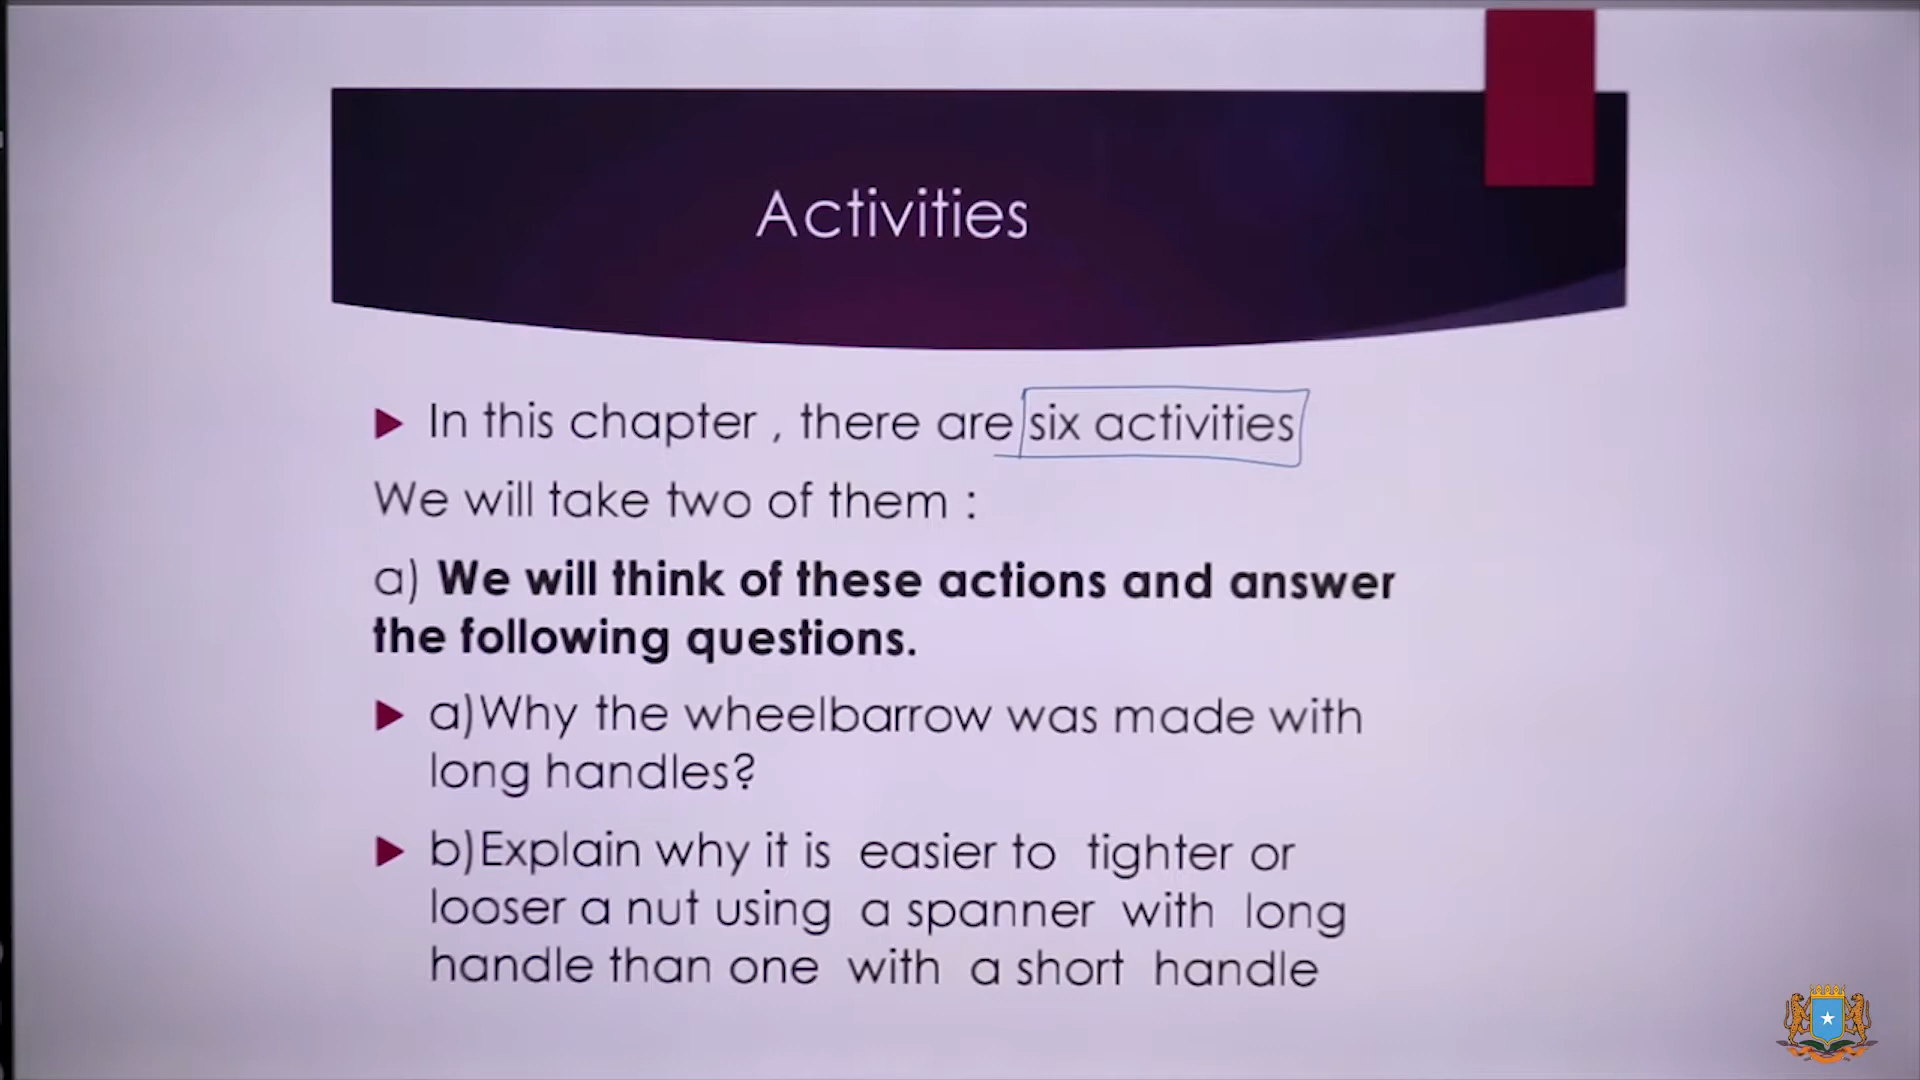 Activities
In this chapter , there are six activities
We will take two of them :
a) We will think of these actions and answer
the following questions.
a)Why the wheelbarrow was made with
long handles?
b)Explain why it is easier to tighter or
looser a nut using a spanner with long
handle than one with a short handle